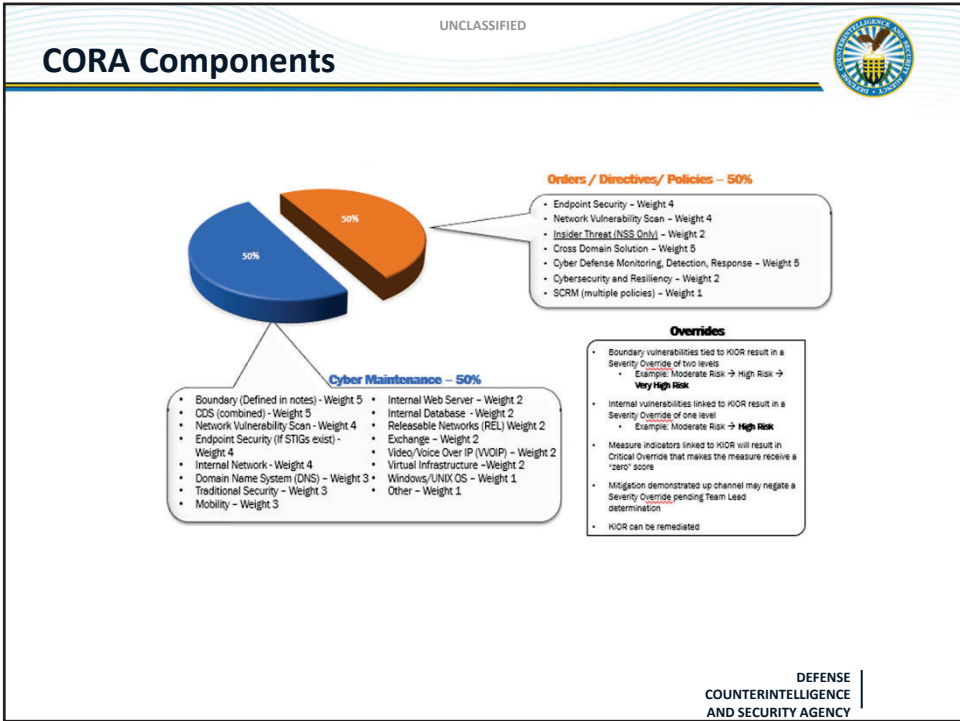 UNCLASSIFIED
CORA Components
DEFENSE COUNTERINTELLIGENCE AND SECURITY AGENCY
50%
50%
Orders / Directives/ Policies – 50%
• Endpoint Security – Weight 4
• Network Vulnerability Scan – Weight 4
• Insider Threat (NSS Only) – Weight 2
• Cross Domain Solution – Weight 5
• Cyber Defense Monitoring, Detection, Response – Weight 5
• Cybersecurity and Resiliency – Weight 2
• SCRM (multiple policies) – Weight 1
Cyber Maintenance – 50%
• Boundary (Defined in notes) - Weight 5
• CDS (combined) - Weight 5
• Network Vulnerability Scan - Weight 4
• Endpoint Security (If STIGs exist) -
Weight 4
• Internal Network - Weight 4
• Domain Name System (DNS) – Weight 3
• Traditional Security – Weight 3
• Mobility – Weight 3
• Internal Web Server – Weight 2
• Internal Database - Weight 2
• Releasable Networks (REL) Weight 2
• Exchange – Weight 2
• Video/Voice Over IP (VVOIP) – Weight 2
• Virtual Infrastructure –Weight 2
• Windows/UNIX OS – Weight 1
• Other – Weight 1
Overrides
• Boundary vulnerabilities tied to KIOR result in a
Severity Override of two levels
• Example: Moderate Risk → High Risk →
Very High Risk
• Internal vulnerabilities linked to KIOR result in a
Severity Override of one level
• Example: Moderate Risk → High Risk
• Measure indicators linked to KIOR will result in
Critical Override that makes the measure receive a
"zero" score
• Mitigation demonstrated up channel may negate a
Severity Override pending Team Lead
determination
• KIOR can be remediated
DEFENSE
COUNTERINTELLIGENCE
AND SECURITY AGENCY